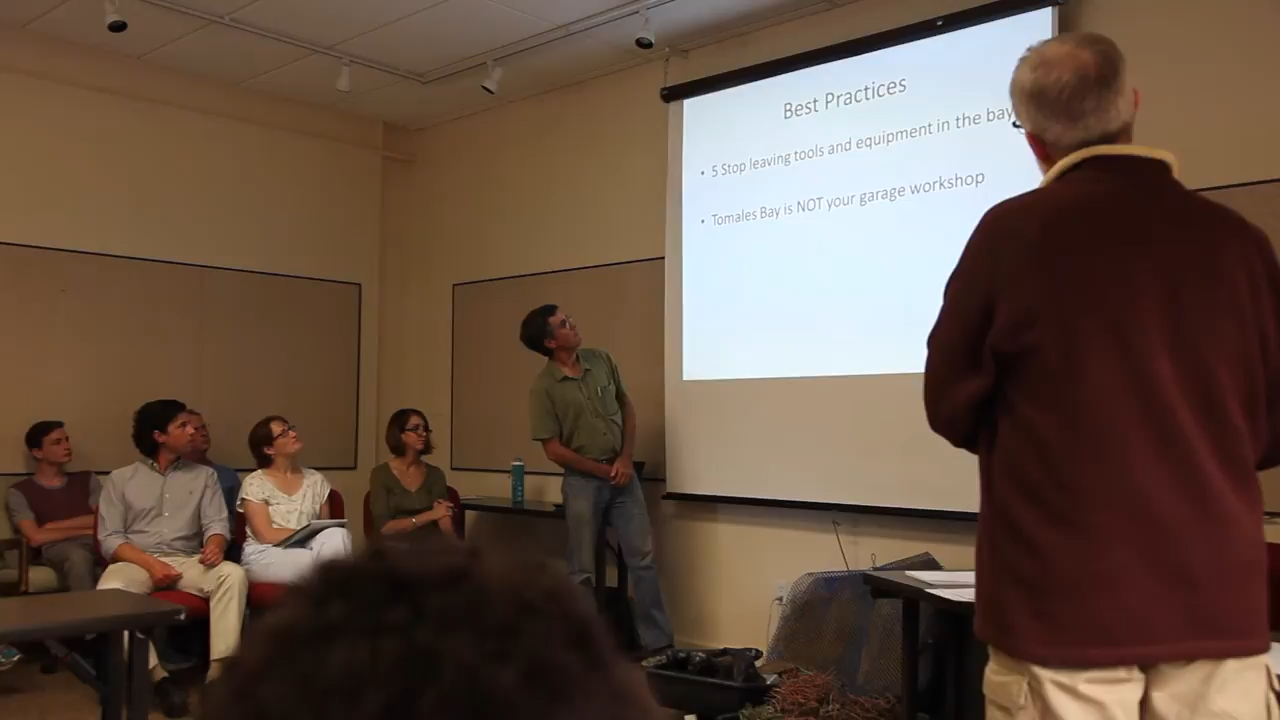 Best Practices
• 5 Stop leaving tools and equipment in the bay
• Tomales Bay is NOT your garage workshop